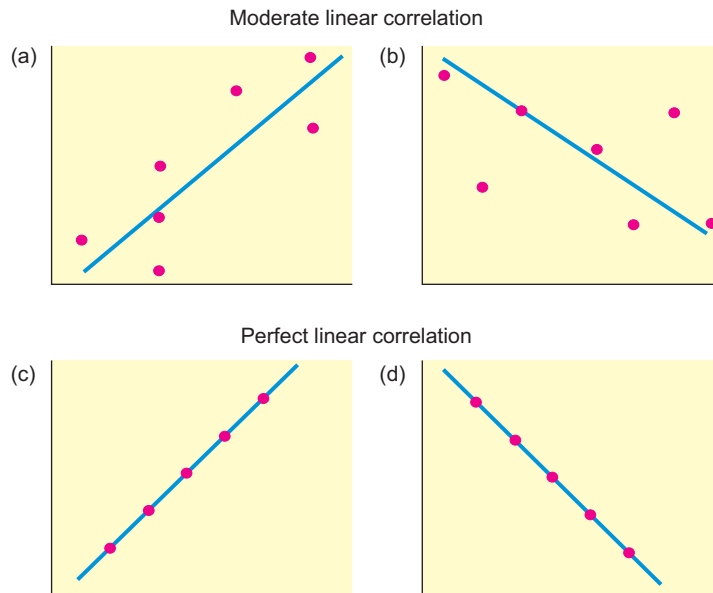 Moderate linear correlation
(a)
(b)
Perfect linear correlation
(c)
(d)